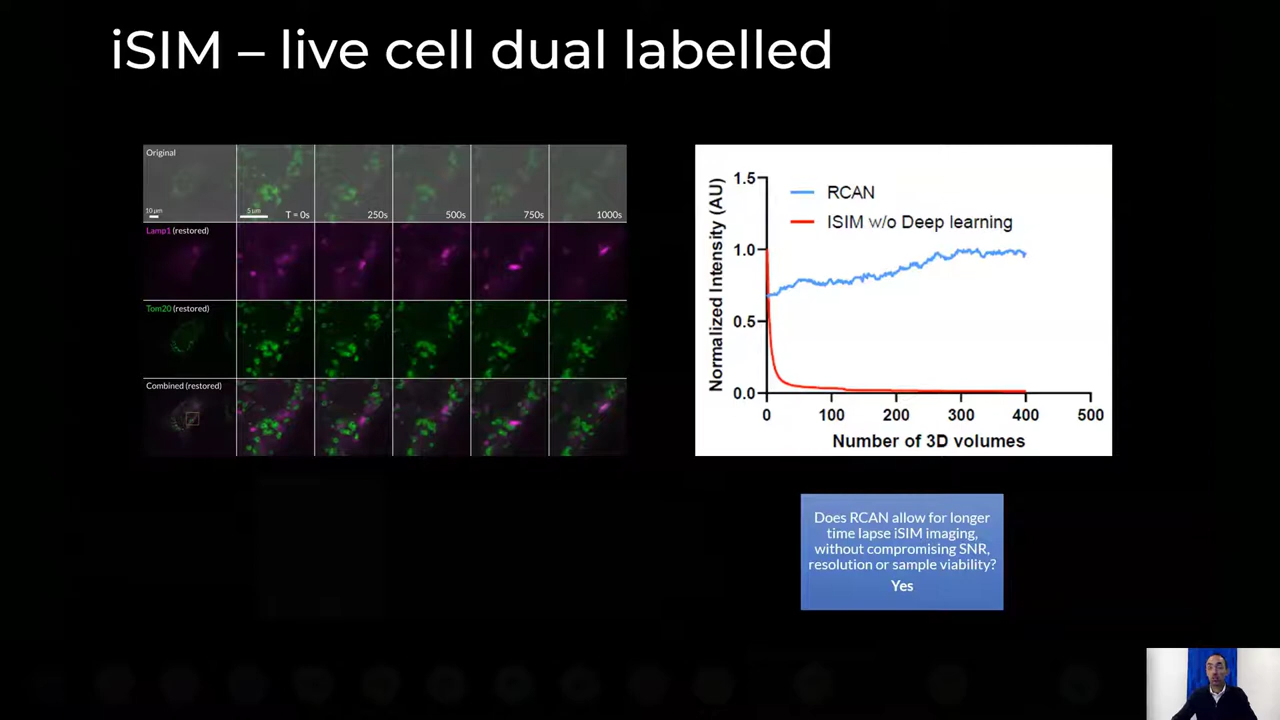 iSIM – live cell dual labelled
Original
10 μm
5 μm
T = 0s
250s
500s
750s
1000s
Lamp1 (restored)
Tom20 (restored)
Combined (restored)
RCAN
ISIM w/o Deep learning
Normalized Intensity (AU)
1.5
1.0
0.5
0.0
0
100
200
300
400
500
Number of 3D volumes
Does RCAN allow for longer
time lapse iSIM imaging,
without compromising SNR,
resolution or sample viability?
Yes